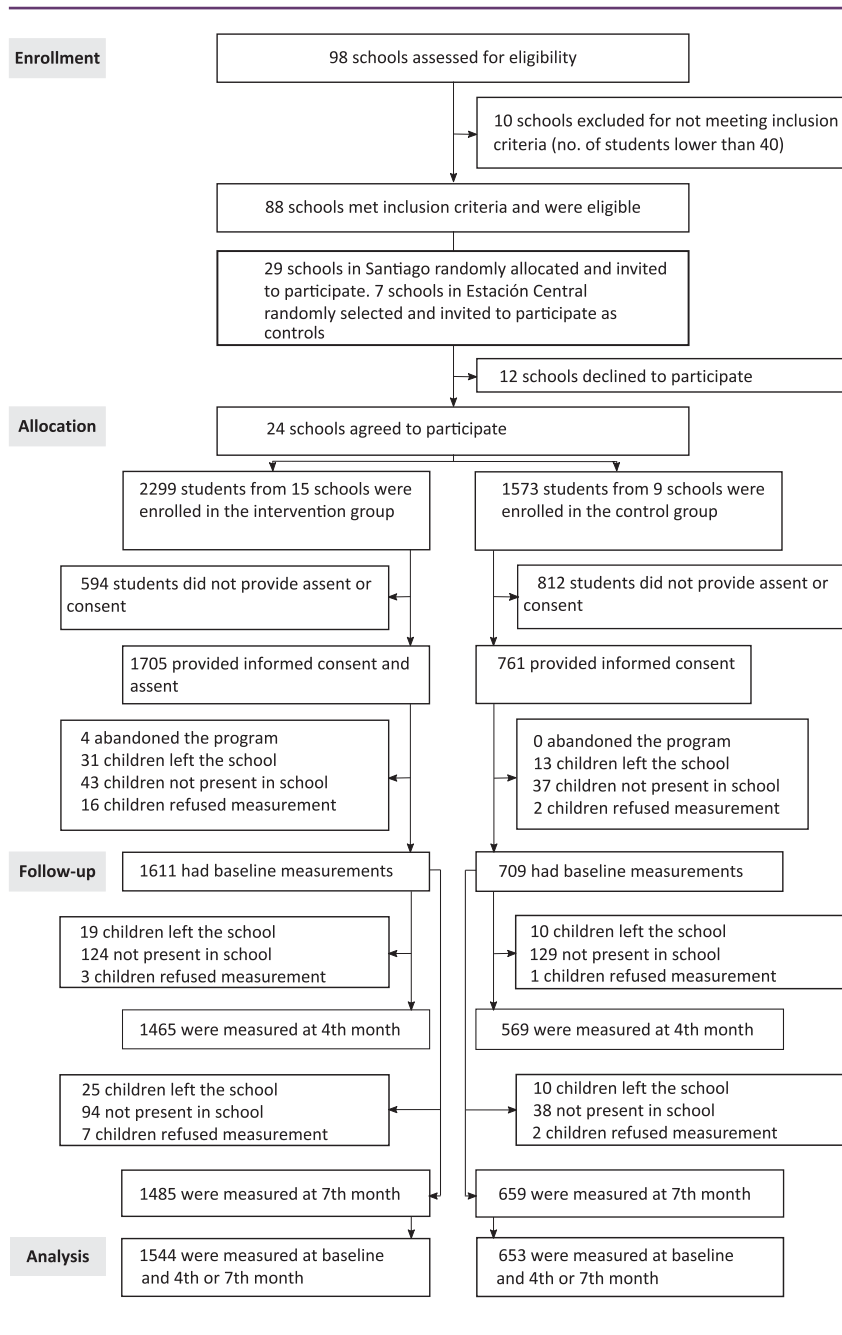 Enrollment
98 schools assessed for eligibility
10 schools excluded for not meeting inclusion
criteria (no. of students lower than 40)
88 schools met inclusion criteria and were eligible
29 schools in Santiago randomly allocated and invited
to participate. 7 schools in Estación Central
randomly selected and invited to participate as
controls
12 schools declined to participate
Allocation
24 schools agreed to participate
2299 students from 15 schools were
enrolled in the intervention group
1573 students from 9 schools were
enrolled in the control group
594 students did not provide assent or
consent
812 students did not provide assent or
consent
1705 provided informed consent and
assent
761 provided informed consent
4 abandoned the program
31 children left the school
43 children not present in school
16 children refused measurement
0 abandoned the program
13 children left the school
37 children not present in school
2 children refused measurement
Follow-up
1611 had baseline measurements
709 had baseline measurements
19 children left the school
124 not present in school
3 children refused measurement
10 children left the school
129 not present in school
1 children refused measurement
1465 were measured at 4th month
569 were measured at 4th month
25 children left the school
94 not present in school
7 children refused measurement
10 children left the school
38 not present in school
2 children refused measurement
1485 were measured at 7th month
659 were measured at 7th month
Analysis
1544 were measured at baseline
and 4th or 7th month
653 were measured at baseline
and 4th or 7th month